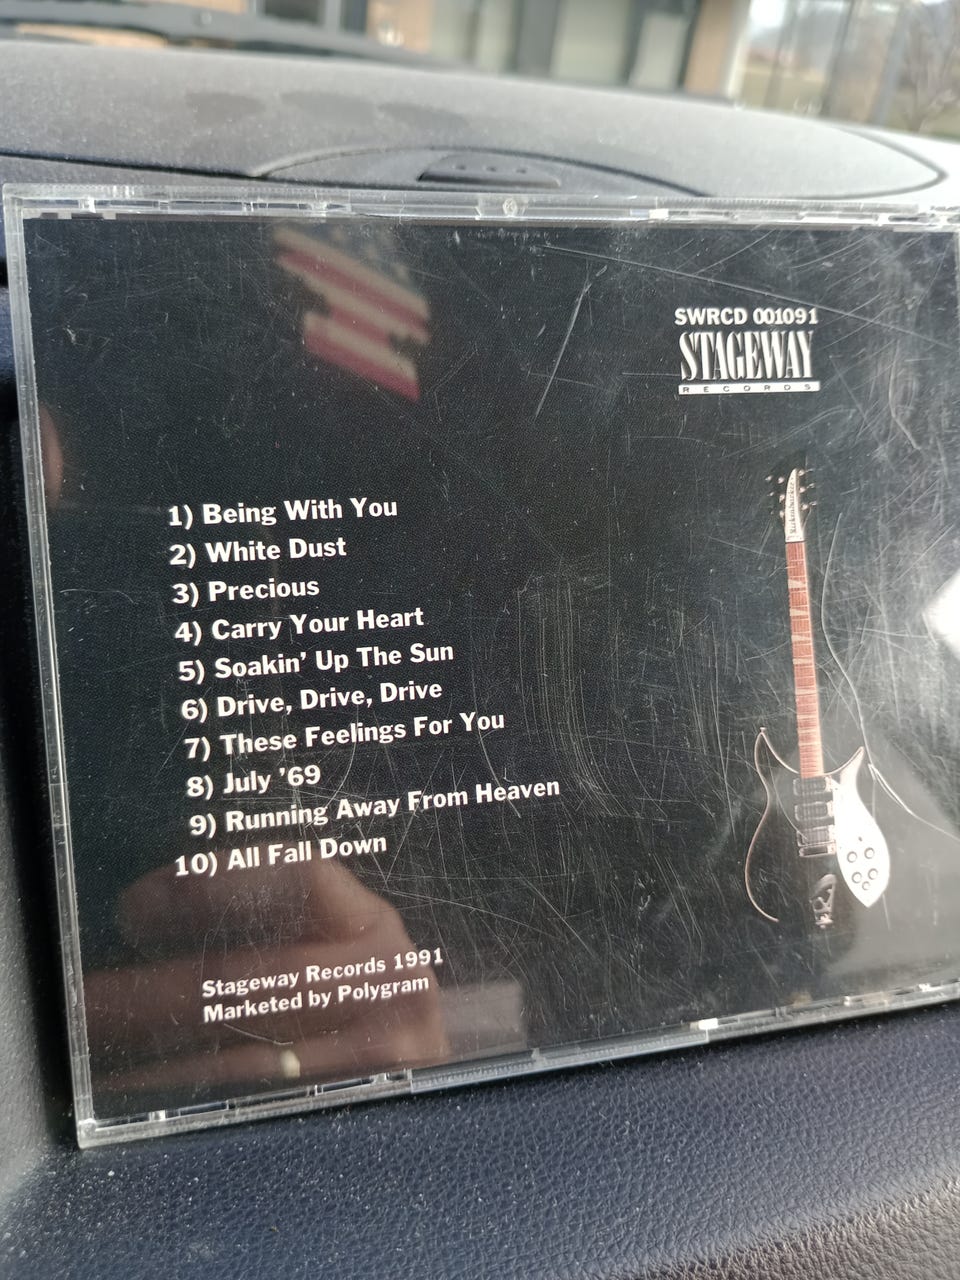 SWRCD 001091
STAGEWAY
RECORDS
Rickenbacker
1) Being With You
2) White Dust
3) Precious
4) Carry Your Heart
5) Soakin' Up The Sun
6) Drive, Drive, Drive
7) These Feelings For You
8) July '69
9) Running Away From Heaven
10) All Fall Down
Stageway Records 1991
Marketed by Polygram